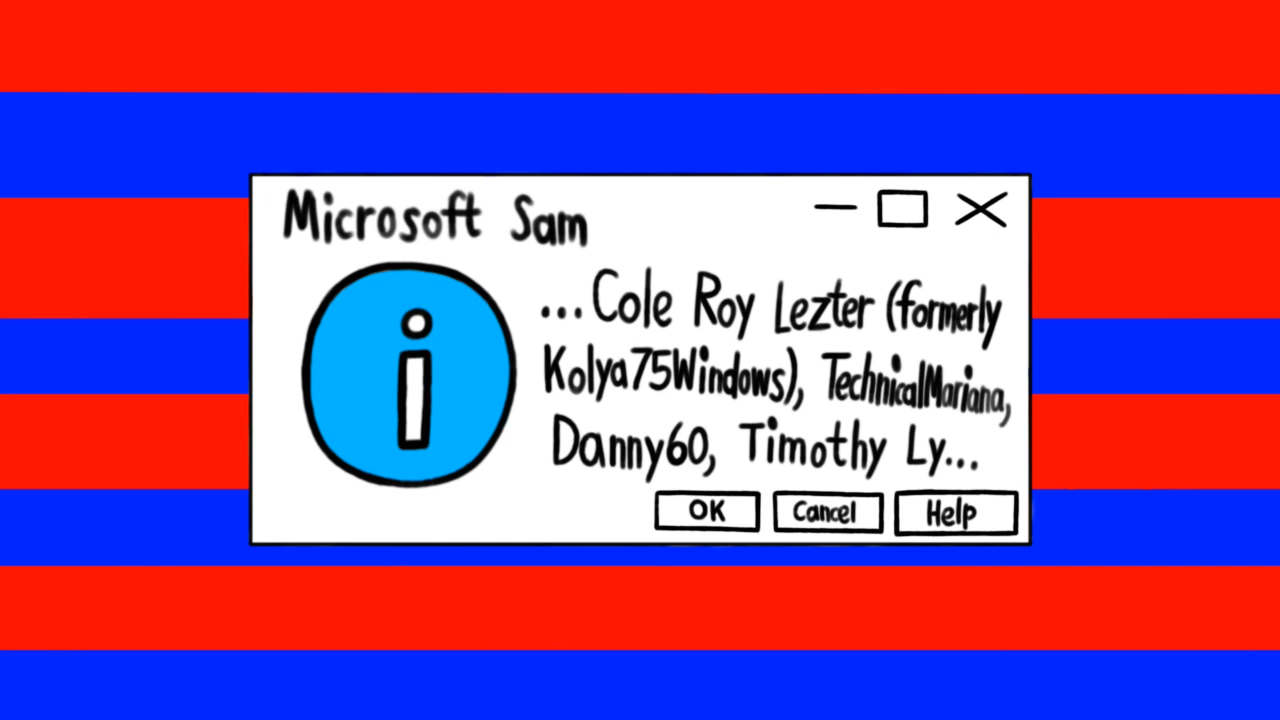 Microsoft Sam
i
...Cole Roy Lezter (formerly
Kolya75Windows), TechnicalMariana,
Danny60, Timothy Ly...
OK Cancel Help